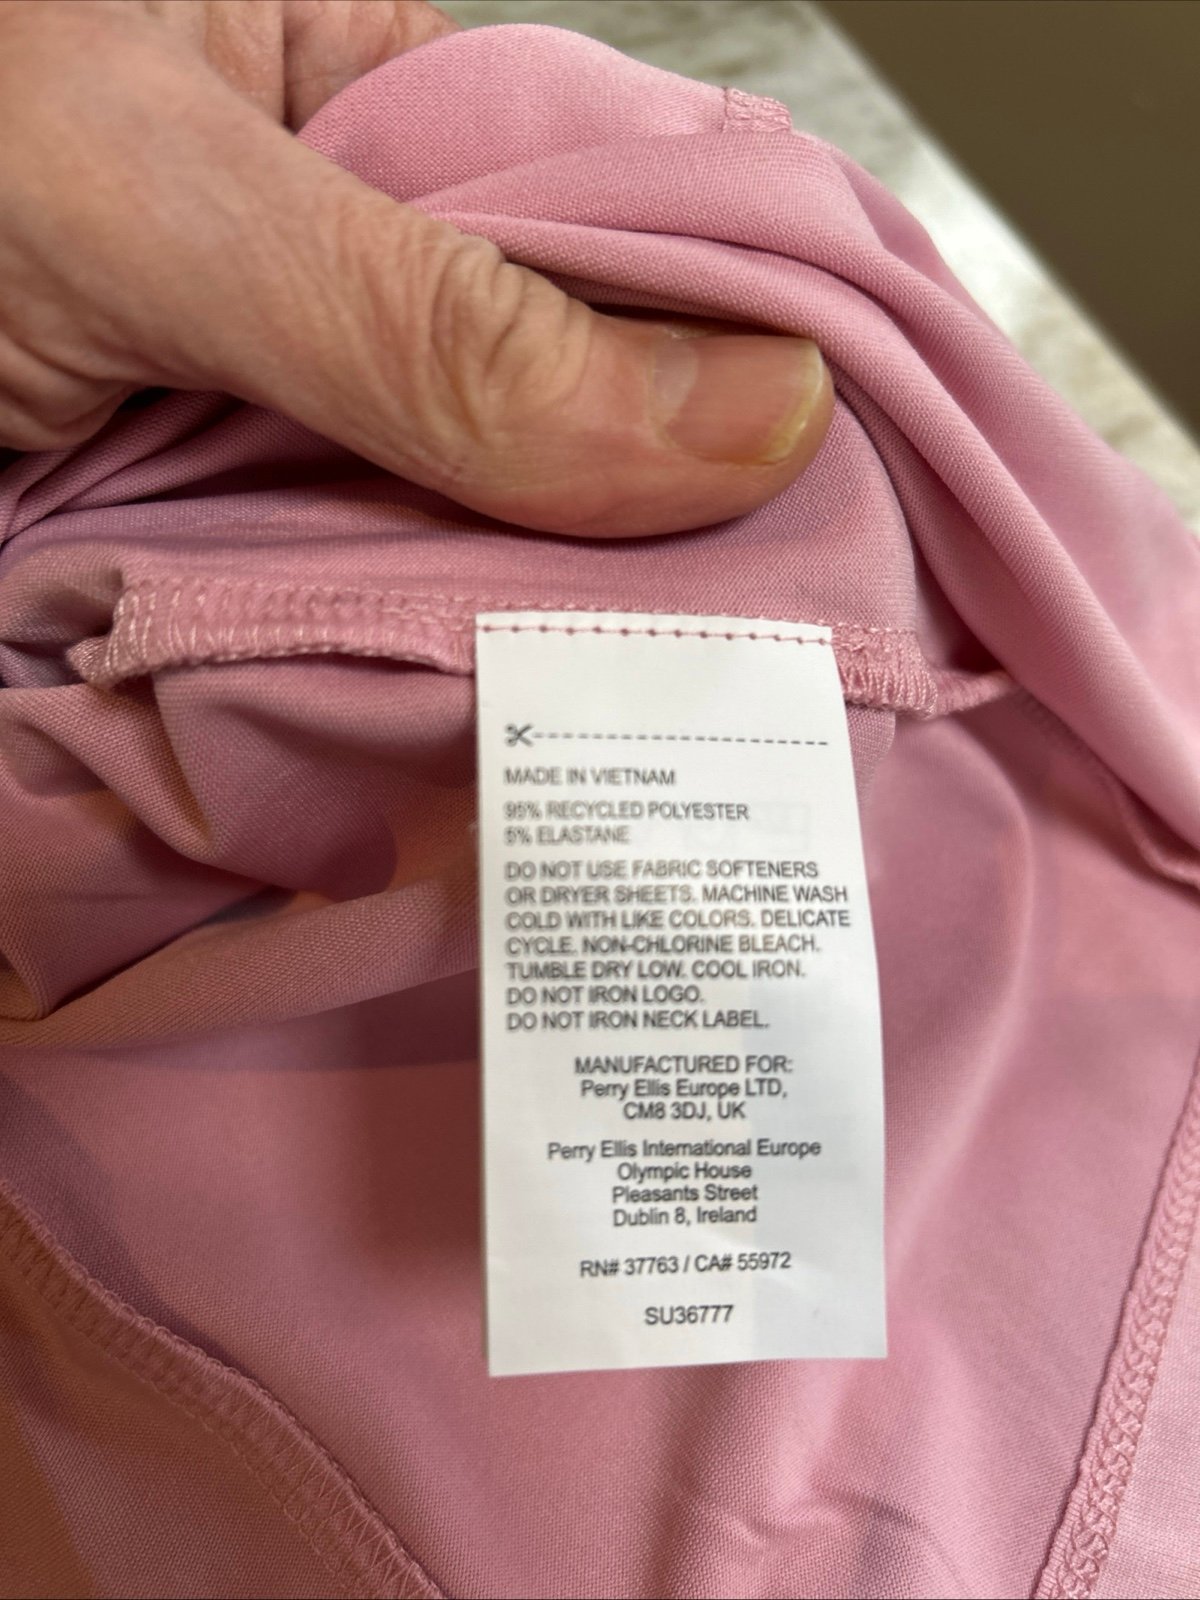 MADE IN VIETNAM
95% RECYCLED POLYESTER
5% ELASTANE
DO NOT USE FABRIC SOFTENERS
OR DRYER SHEETS. MACHINE WASH
COLD WITH LIKE COLORS. DELICATE
CYCLE. NON-CHLORINE BLEACH.
TUMBLE DRY LOW. COOL IRON.
DO NOT IRON LOGO.
DO NOT IRON NECK LABEL.
MANUFACTURED FOR:
Perry Ellis Europe LTD,
CM8 3DJ, UK
Perry Ellis International Europe
Olympic House
Pleasants Street
Dublin 8, Ireland
RN# 37763 / CA# 55972
SU36777